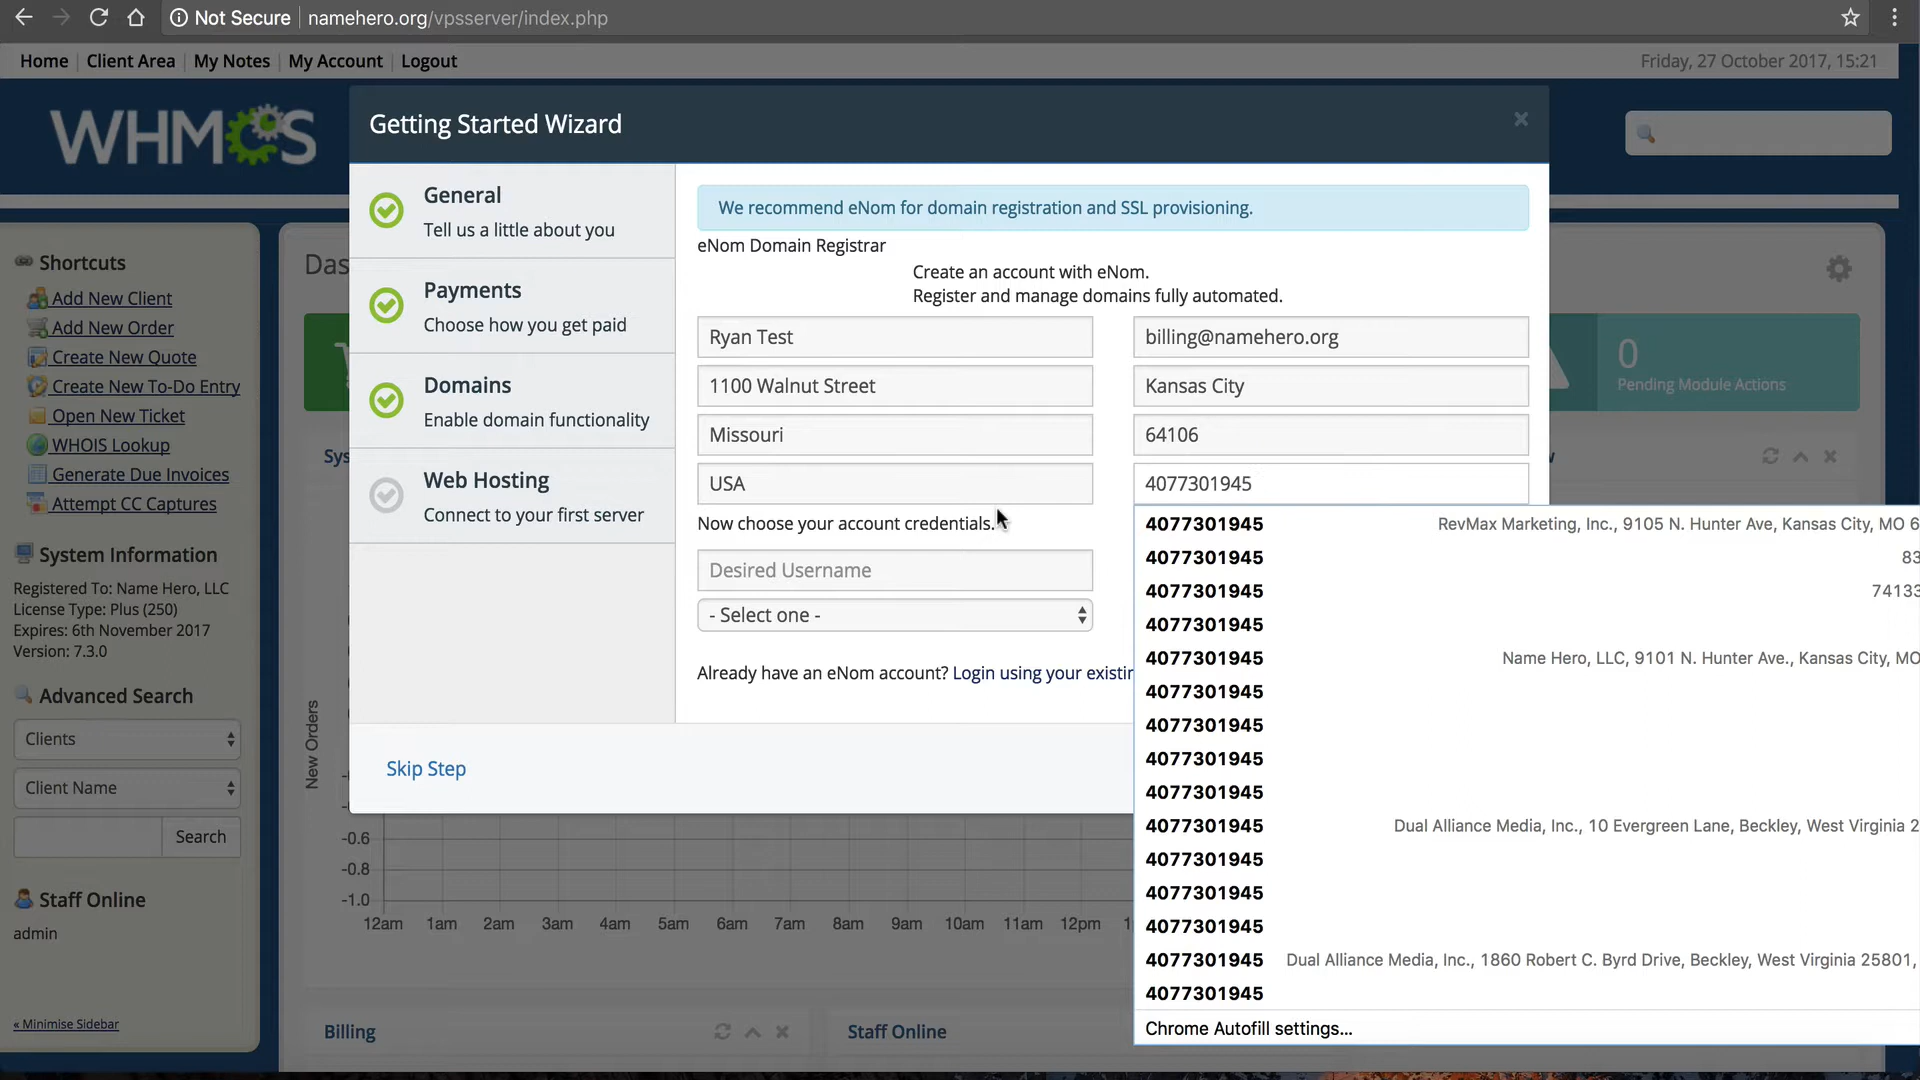 Not Secure
namehero.org/vpsserver/index.php
Home
Client Area
My Notes
My Account
Logout
Friday, 27 October 2017, 15:21
WHMCS
Getting Started Wizard
×
General
Tell us a little about you
Payments
Choose how you get paid
Domains
Enable domain functionality
Web Hosting
Connect to your first server
Skip Step
We recommend eNom for domain registration and SSL provisioning.
eNom Domain Registrar
Create an account with eNom.
Register and manage domains fully automated.
Ryan Test
billing@namehero.org
1100 Walnut Street
Kansas City
Missouri
64106
USA
4077301945
Now choose your account credentials.
Desired Username
- Select one -
Already have an eNom account? Login using your existin
4077301945 RevMax Marketing, Inc., 9105 N. Hunter Ave, Kansas City, MO 6
4077301945 83
4077301945 74133
4077301945
4077301945 Name Hero, LLC, 9101 N. Hunter Ave., Kansas City, MO
4077301945
4077301945
4077301945
4077301945
4077301945 Dual Alliance Media, Inc., 10 Evergreen Lane, Beckley, West Virginia 2
4077301945
4077301945
4077301945
4077301945 Dual Alliance Media, Inc., 1860 Robert C. Byrd Drive, Beckley, West Virginia 25801,
4077301945
Chrome Autofill settings...
Shortcuts
Add New Client
Add New Order
Create New Quote
Create New To-Do Entry
Open New Ticket
WHOIS Lookup
Generate Due Invoices
Attempt CC Captures
System Information
Registered To: Name Hero, LLC
License Type: Plus (250)
Expires: 6th November 2017
Version: 7.3.0
Advanced Search
Clients
Client Name
Search
Staff Online
admin
« Minimise Sidebar
Das
Sys
0
Pending Module Actions
New Orders
-0.6
-0.8
-1.0
12am 1am 2am 3am 4am 5am 6am 7am 8am 9am 10am 11am 12pm
Billing
Staff Online